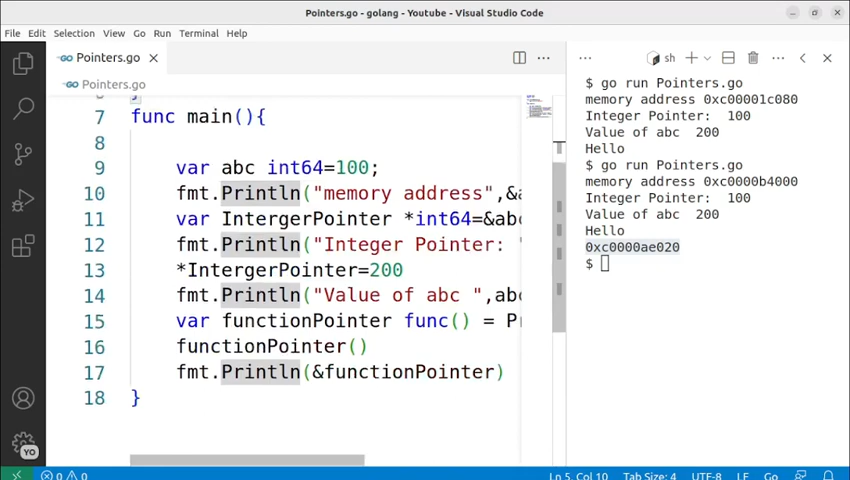 Pointers.go - golang - Youtube - Visual Studio Code
File Edit Selection View Go Run Terminal Help
Pointers.go
Pointers.go
7 func main(){
8
9 var abc int64=100;
10 fmt.Println("memory address",&a
11 var IntergerPointer *int64=&abc
12 fmt.Println("Integer Pointer: "
13 *IntergerPointer=200
14 fmt.Println("Value of abc ",abc
15 var functionPointer func() = Pr
16 functionPointer()
17 fmt.Println(&functionPointer)
18 }
sh
$ go run Pointers.go
memory address 0xc00001c080
Integer Pointer:  100
Value of abc  200
Hello
$ go run Pointers.go
memory address 0xc0000b4000
Integer Pointer:  100
Value of abc  200
Hello
0xc0000ae020
$
YO
0 0 Ln 5, Col 10 Tab Size: 4 UTF-8 LF Go